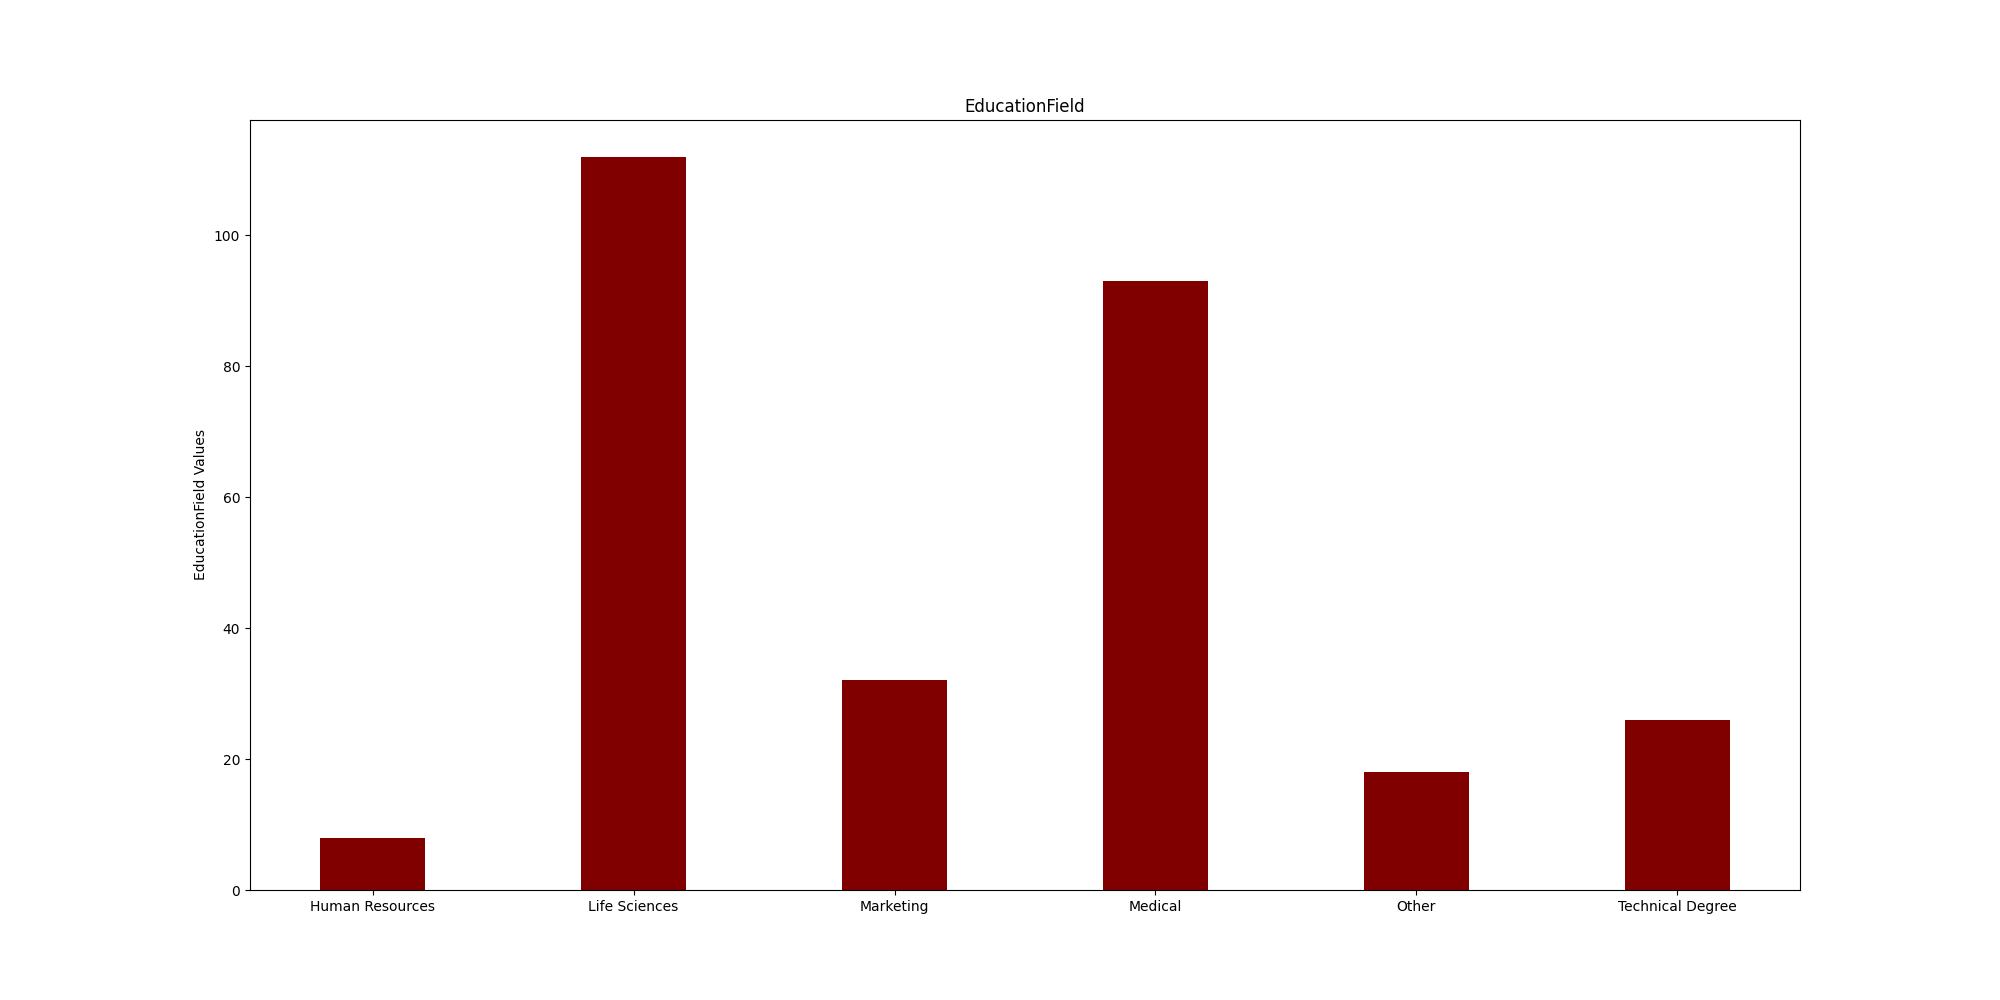 EducationField
EducationField Values
100
80
60
40
20
0
Human Resources
Life Sciences
Marketing
Medical
Other
Technical Degree